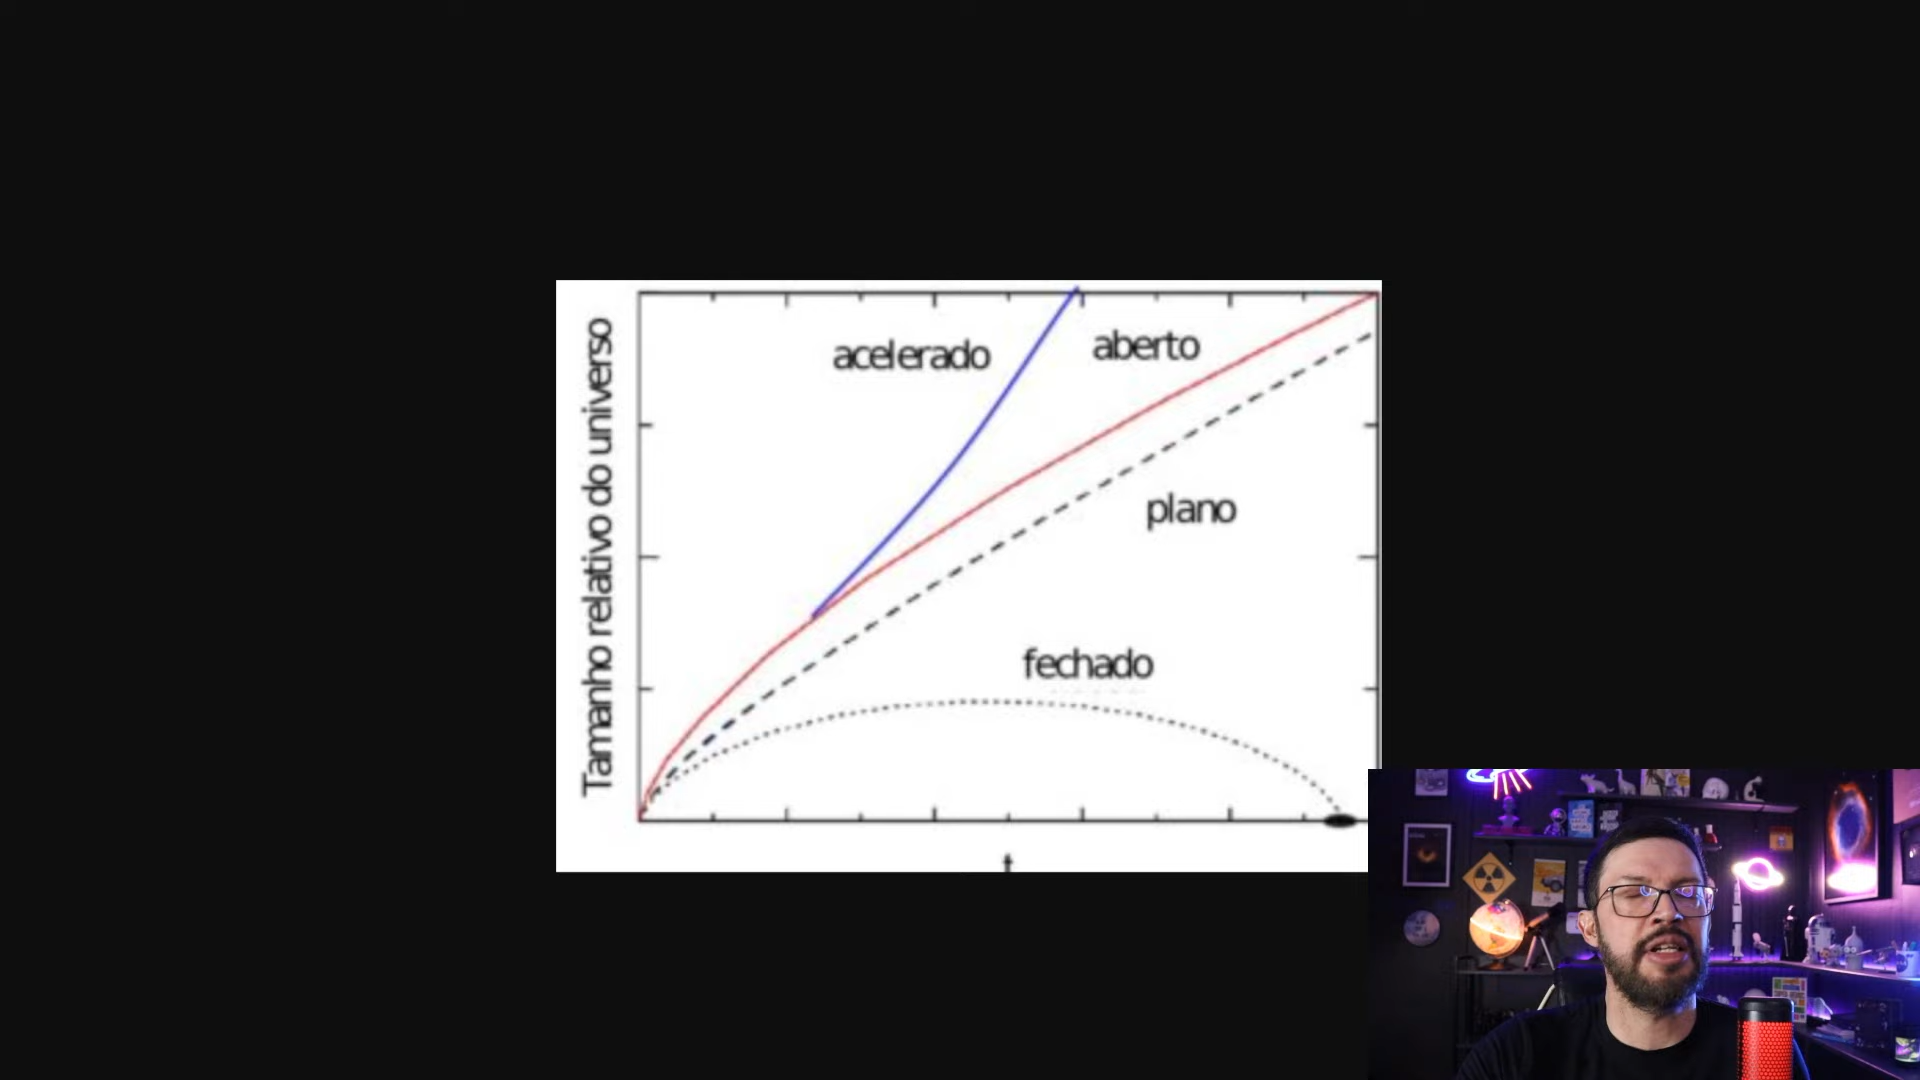 Tamanho relativo do universo
acelerado
aberto
plano
fechado
t